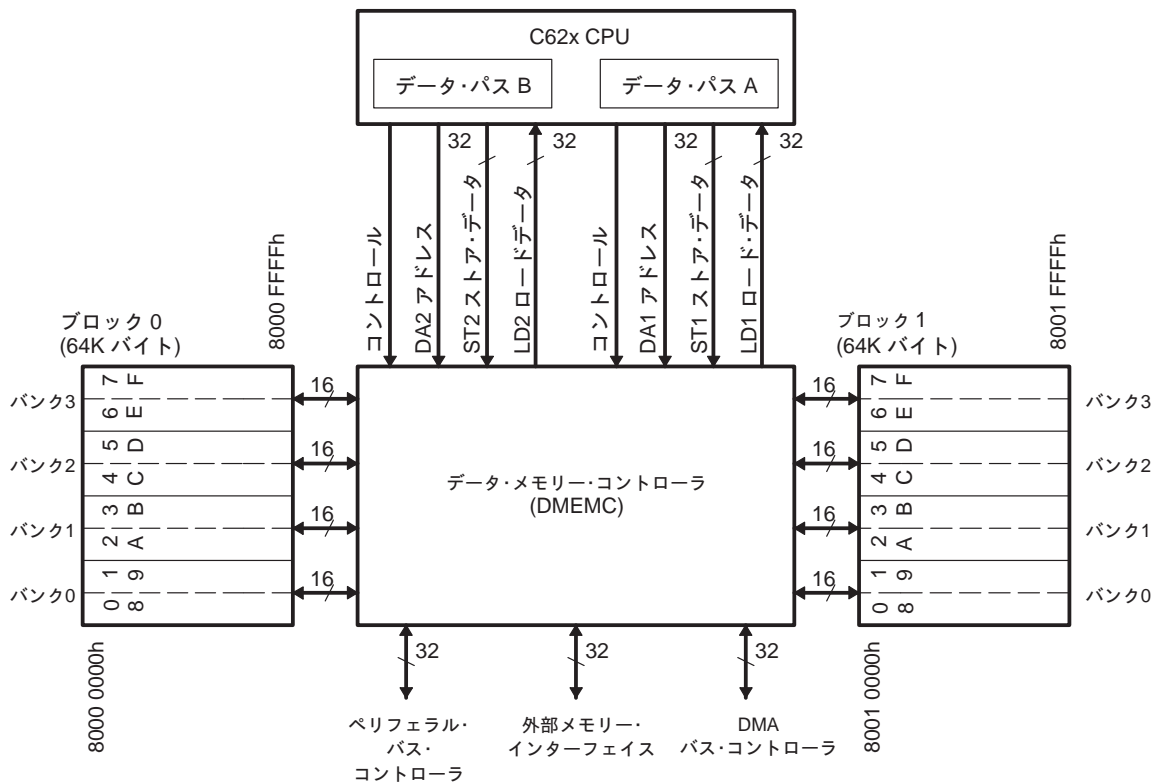 C62x CPU
データ・パス B
データ・パス A
32
32
32
32
コントロール
DA2 アドレス
ST2 ストア・データ
LD2 ロードデータ
コントロール
DA1 アドレス
ST1 ストア・データ
LD1 ロード・データ
ブロック 0
(64K バイト)
8000 FFFFh
ブロック 1
(64K バイト)
8001 FFFFh
バンク3
7 F
6 E
16
16
7 F
6 E
バンク3
バンク2
5 D
4 C
16
16
5 D
4 C
バンク2
データ・メモリー・コントローラ
(DMEMC)
バンク1
3 B
2 A
16
16
3 B
2 A
バンク1
バンク0
1 9
0 8
16
16
1 9
0 8
バンク0
8000 0000h
8001 0000h
32
32
32
ペリフェラル・
バス・
コントローラ
外部メモリー・
インターフェイス
DMA
バス・コントローラ